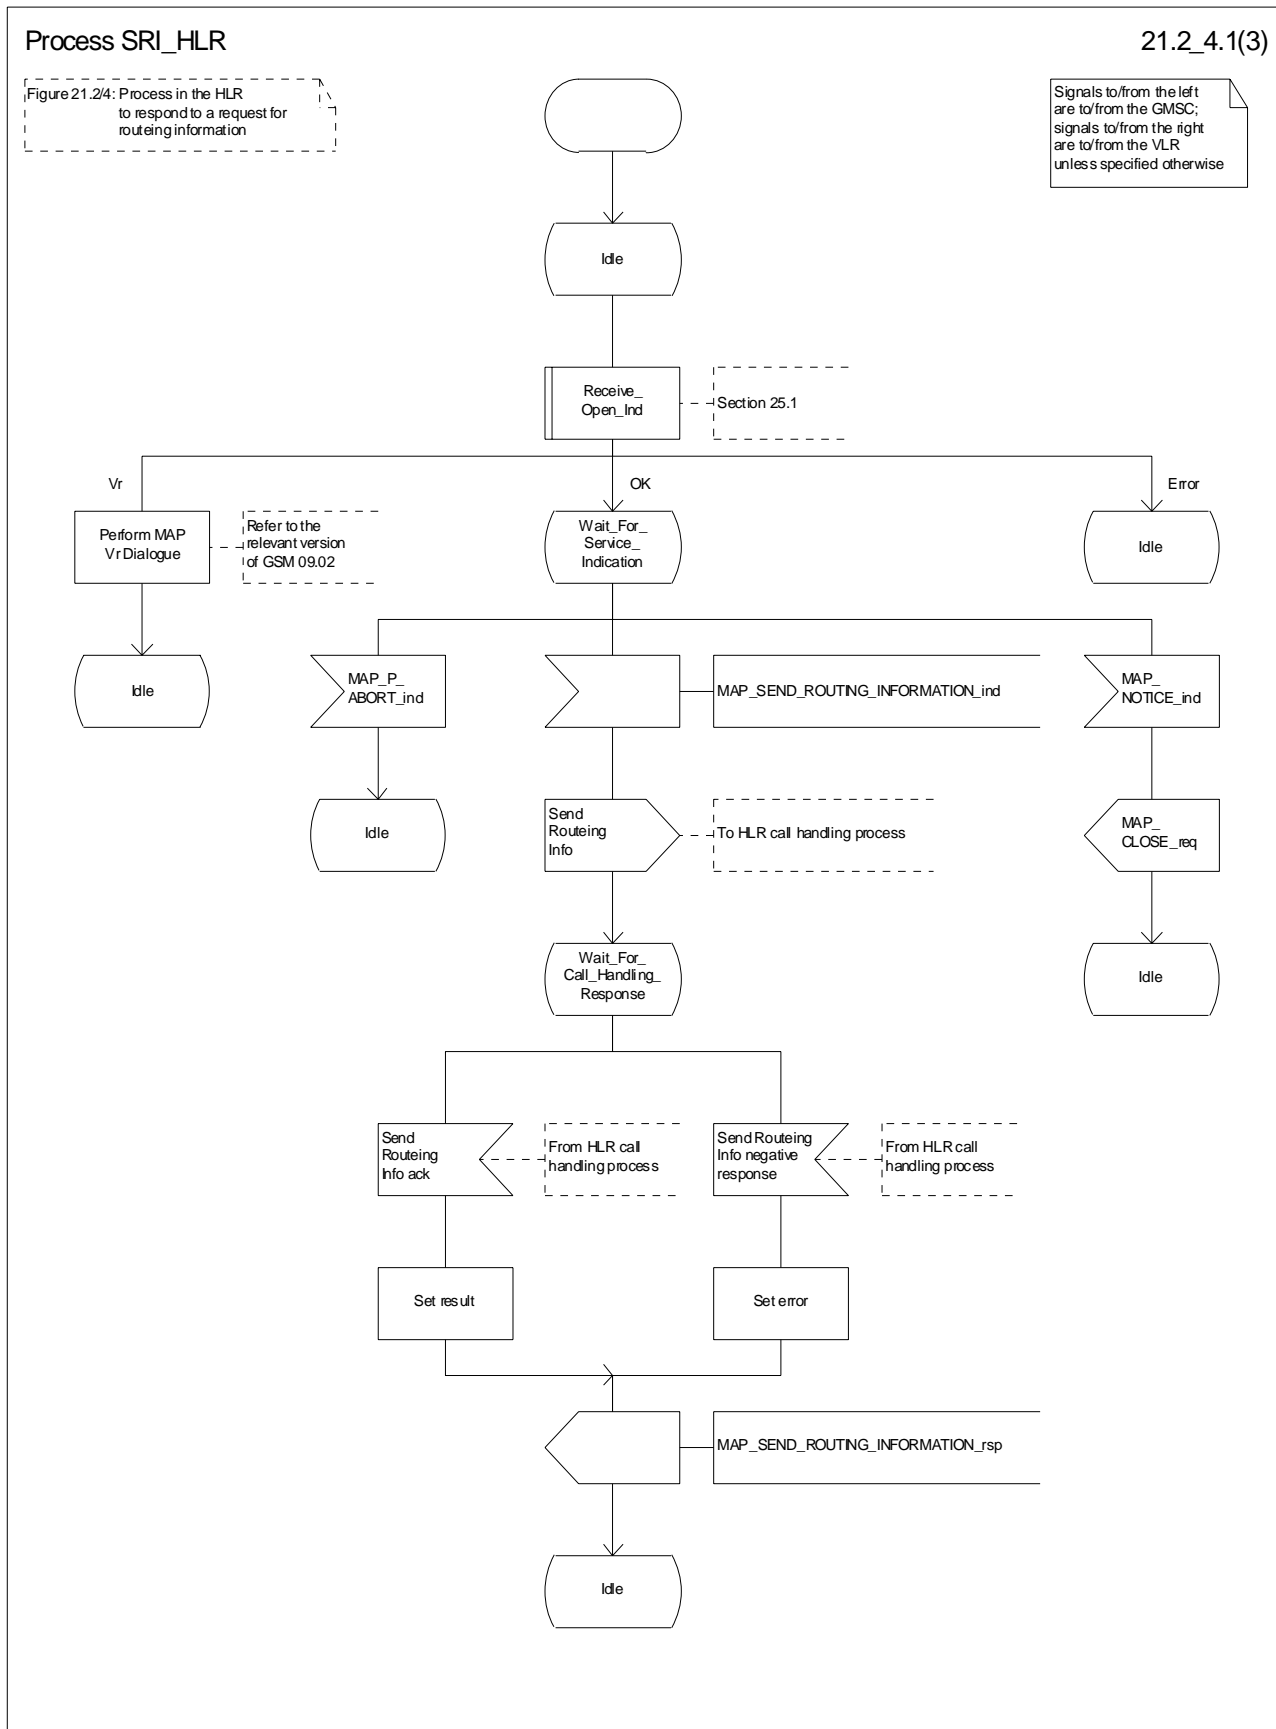 Process SRI_HLR
21.2_4.1(3)
Figure 21.2/4: Process in the HLR
to respond to a request for
routeing information
Signals to/from the left
are to/from the GMSC;
signals to/from the right
are to/from the VLR
unless specified otherwise
Idle
Receive_
Open_Ind
Section 25.1
Vr
OK
Error
Perform MAP
Vr Dialogue
Refer to the
relevant version
of GSM 09.02
Wait_For_
Service_
Indication
Idle
Idle
MAP_P_
ABORT_ind
MAP_SEND_ROUTING_INFORMATION_ind
MAP_
NOTICE_ind
Idle
Send
Routeing
Info
To HLR call handling process
MAP_
CLOSE_req
Wait_For_
Call_Handling_
Response
Idle
Send
Routeing
Info ack
From HLR call
handling process
Send Routeing
Info negative
response
From HLR call
handling process
Set result
Set error
MAP_SEND_ROUTING_INFORMATION_rsp
Idle